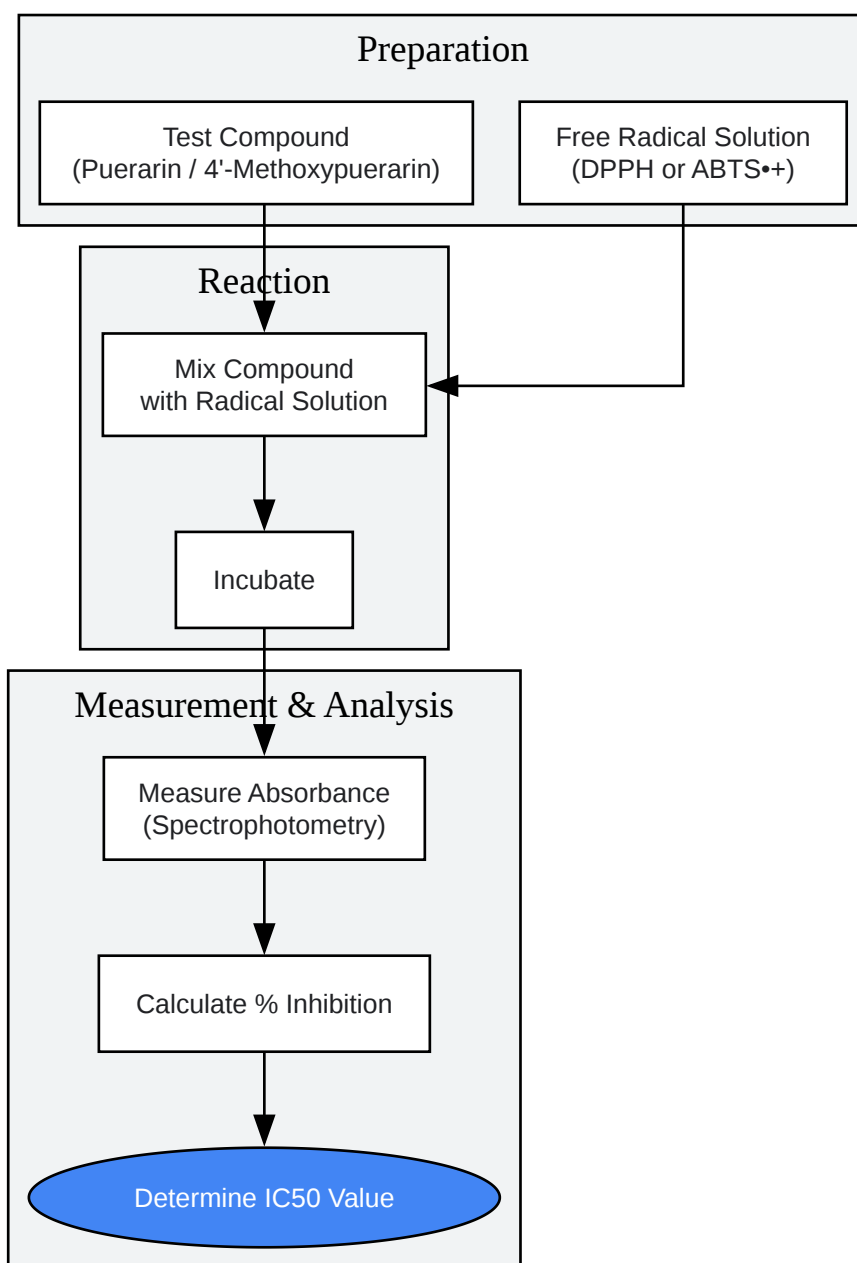 Preparation
Test Compound
(Puerarin / 4'-Methoxypuerarin)
Free Radical Solution
(DPPH or ABTS•+)
Reaction
Mix Compound
with Radical Solution
Incubate
Measurement & Analysis
Measure Absorbance
(Spectrophotometry)
Calculate % Inhibition
Determine IC50 Value